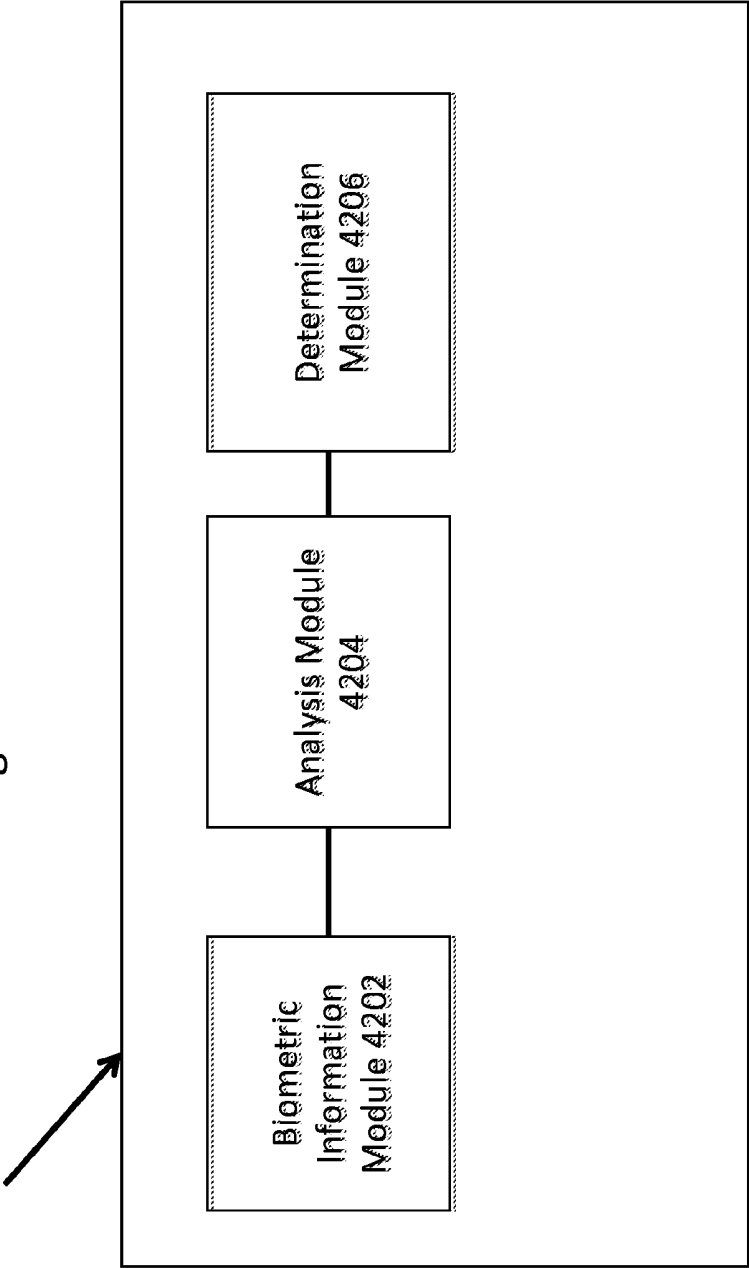 Biometric
Information
Module 4202
Analysis Module
4204
Determination
Module 4206